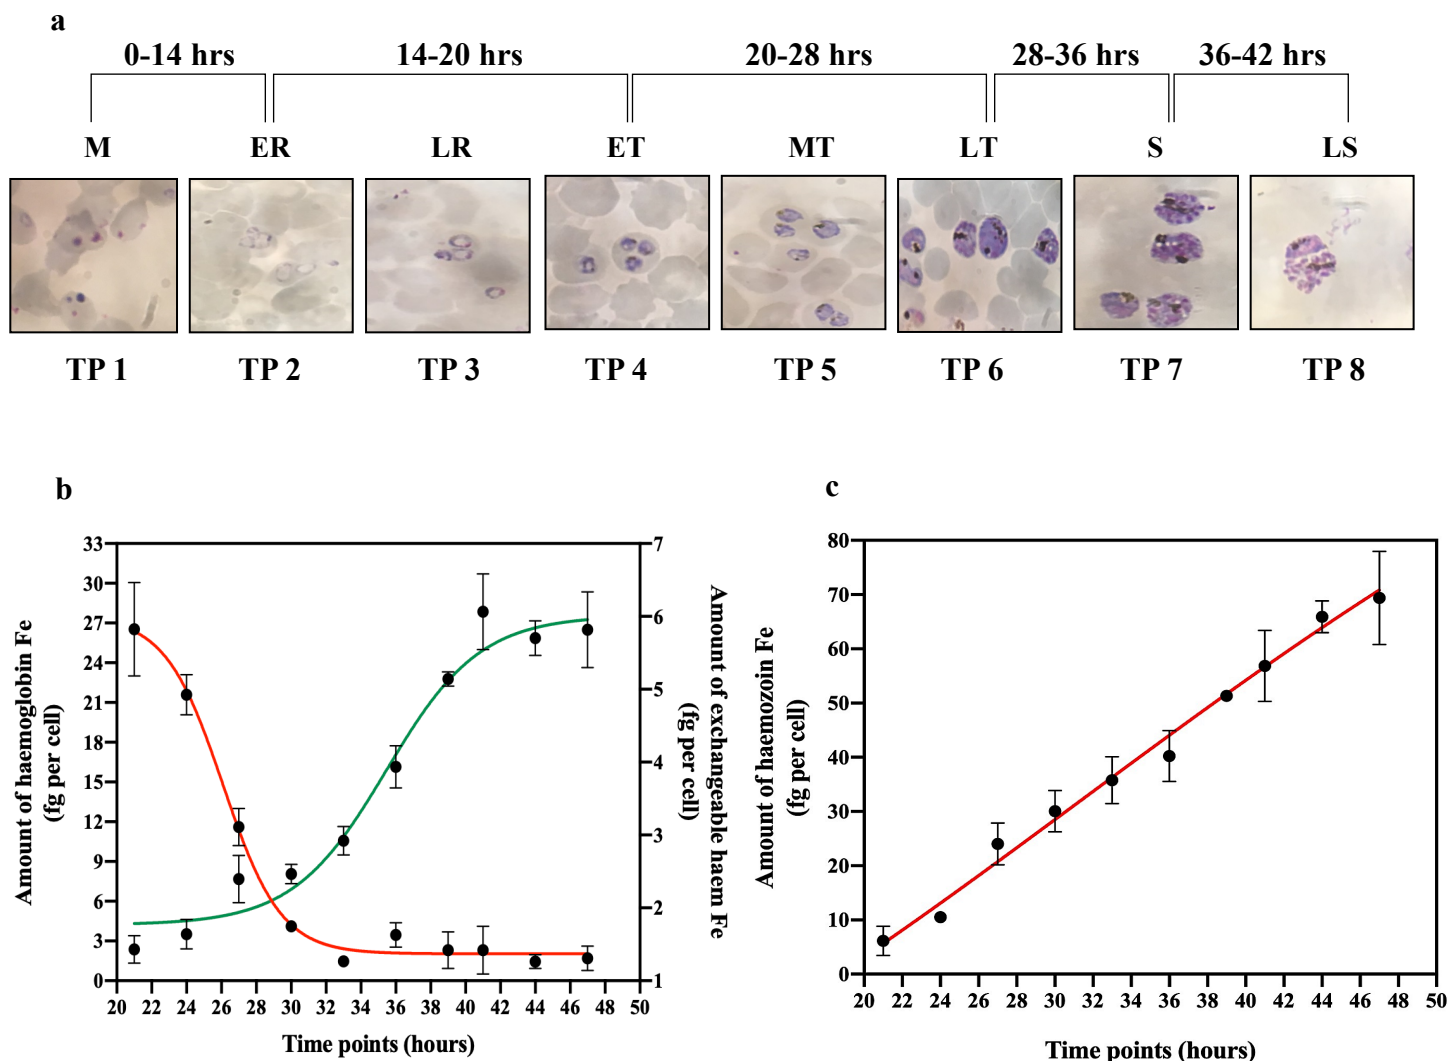 a
0-14 hrs 14-20 hrs 20-28 hrs 28-36 hrs 36-42 hrs
M ER LR ET MT LT S LS
TP 1 TP 2 TP 3 TP 4 TP 5 TP 6 TP 7 TP 8
b
Amount of haemoglobin Fe
(fg per cell)
33
30
27
24
21
18
15
12
9
6
3
0
7
6
5
4
3
2
1
Amount of exchangeable haem Fe
(fg per cell)
20 22 24 26 28 30 32 34 36 38 40 42 44 46 48 50
Time points (hours)
c
Amount of haemozoin Fe
(fg per cell)
80
70
60
50
40
30
20
10
0
20 22 24 26 28 30 32 34 36 38 40 42 44 46 48 50
Time points (hours)